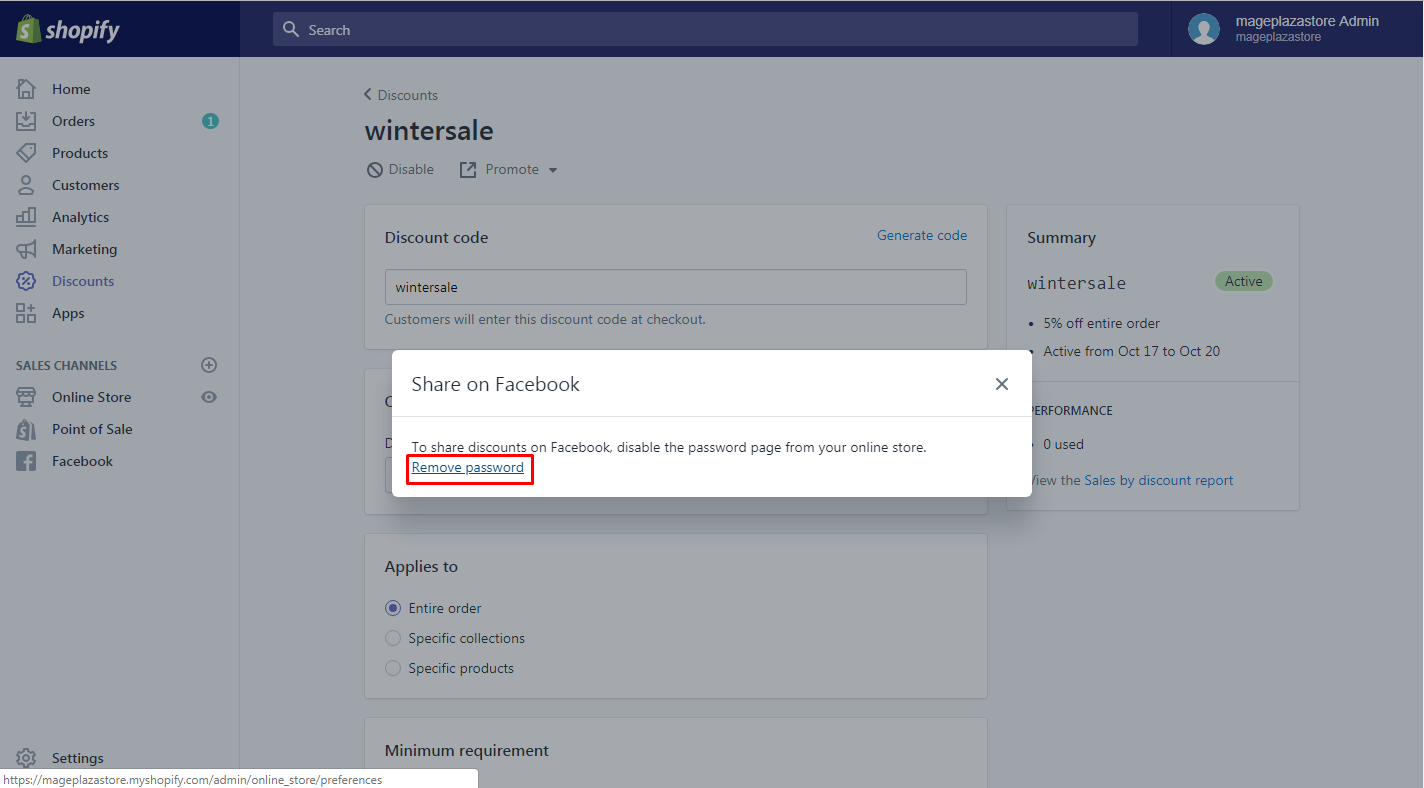 shopify
Search
mageplazastore Admin
mageplazastore
Home
Orders
1
Products
Customers
Analytics
Marketing
Discounts
Apps
SALES CHANNELS
Online Store
Point of Sale
Facebook
Settings
https://mageplazastore.myshopify.com/admin/online_store/preferences
Discounts
wintersale
Disable
Promote
Discount code
Generate code
wintersale
Customers will enter this discount code at checkout.
Share on Facebook
To share discounts on Facebook, disable the password page from your online store.
Remove password
Applies to
Entire order
Specific collections
Specific products
Minimum requirement
Summary
wintersale
Active
5% off entire order
Active from Oct 17 to Oct 20
PERFORMANCE
0 used
View the Sales by discount report